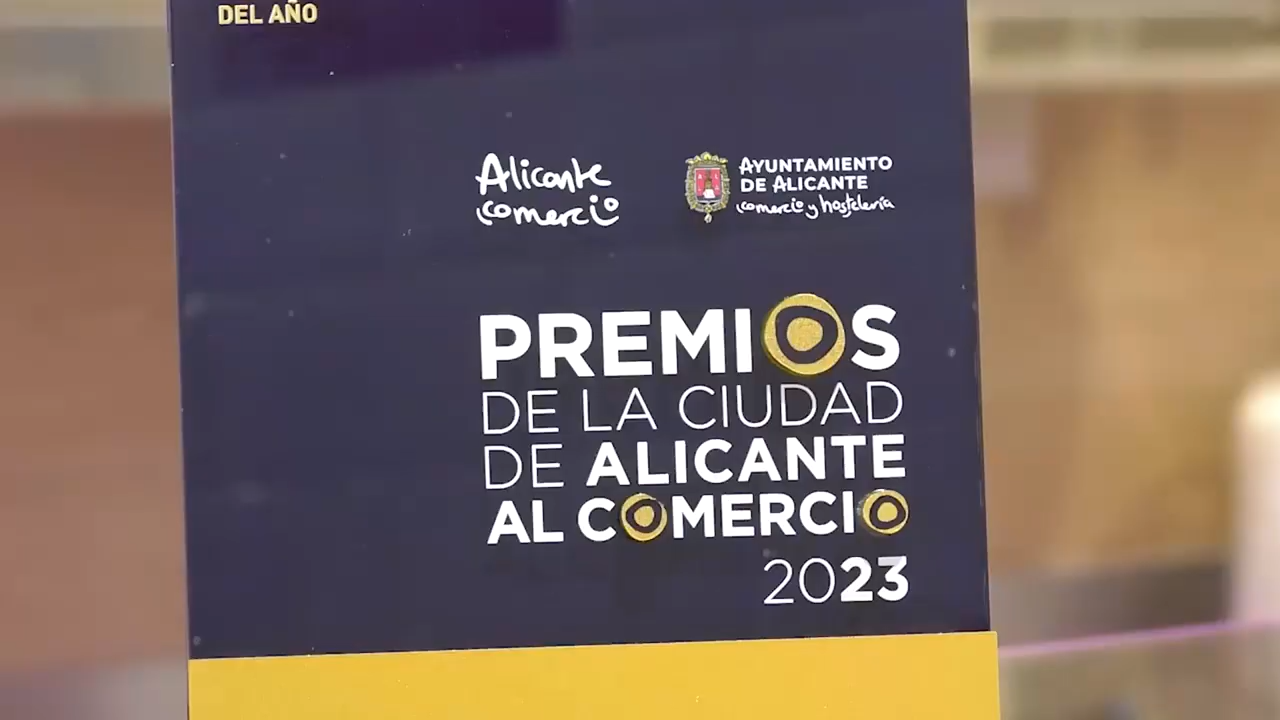 DEL AÑO
Alicante
comercio
AYUNTAMIENTO
DE ALICANTE
comercio y hostelería
PREMIOS
DE LA CIUDAD
DE ALICANTE
AL COMERCIO
2023